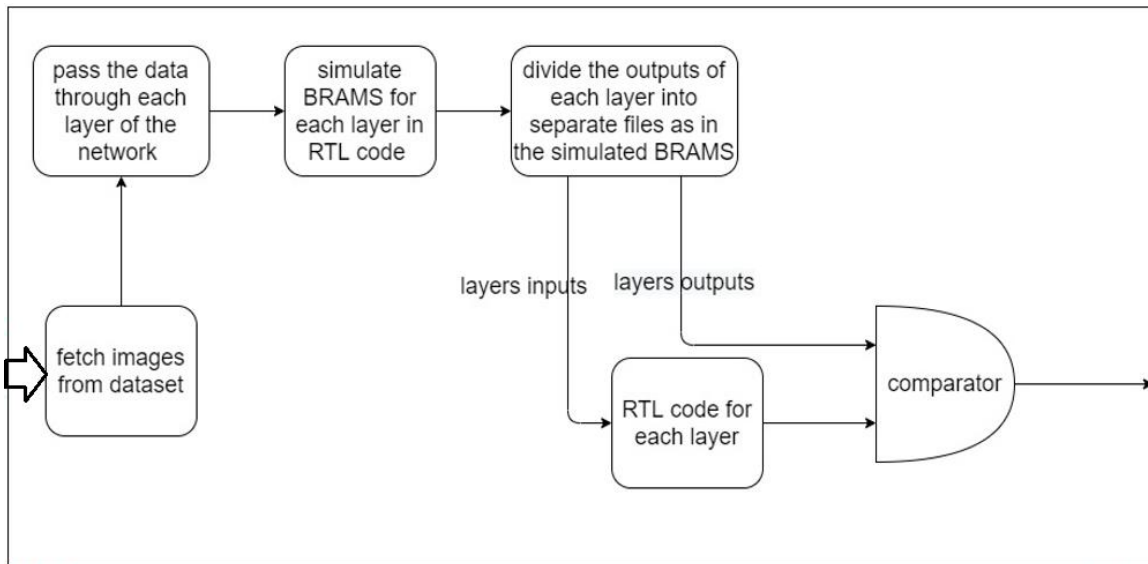 pass the data
through each
layer of the
network
simulate
BRAMS for
each layer in
RTL code
divide the outputs of
each layer into
separate files as in
the simulated BRAMS
layers inputs
layers outputs
fetch images
from dataset
RTL code for
each layer
comparator